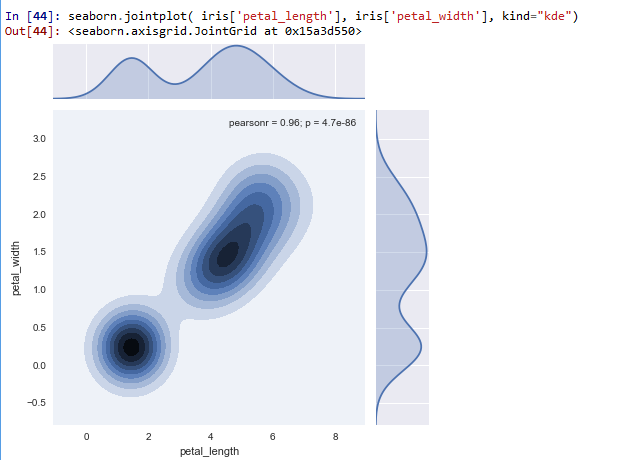 In [44]: seaborn.jointplot( iris['petal_length'], iris['petal_width'], kind="kde")
Out[44]: <seaborn.axisgrid.JointGrid at 0x15a3d550>
pearsonr = 0.96; p = 4.7e-86
3.0
2.5
2.0
1.5
1.0
0.5
0.0
−0.5
petal_width
0 2 4 6 8
petal_length